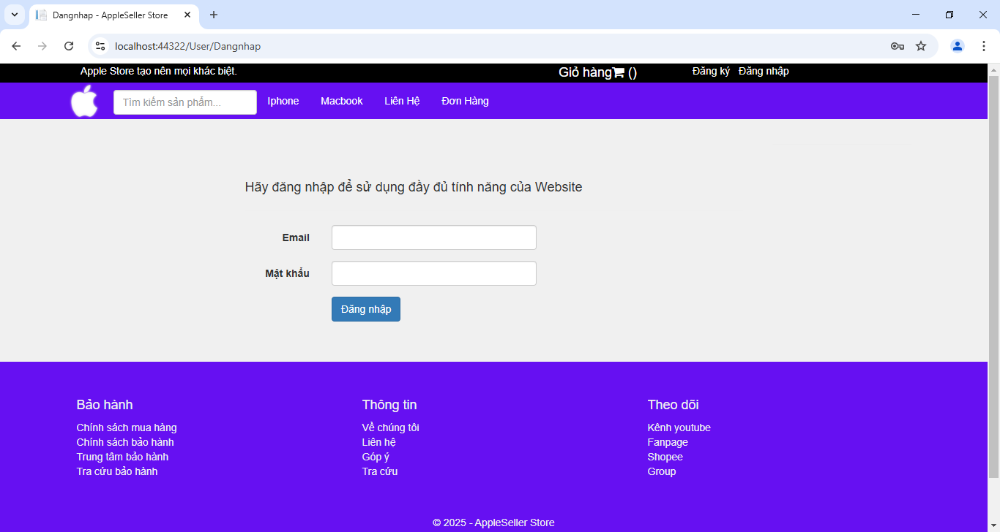 Dangnhap - AppleSeller Store
localhost:44322/User/Dangnhap
Apple Store tạo nên mọi khác biệt.
Giỏ hàng ()
Đăng ký Đăng nhập
Tìm kiếm sản phẩm...
Iphone Macbook Liên Hệ Đơn Hàng
Hãy đăng nhập để sử dụng đầy đủ tính năng của Website
Email
Mật khẩu
Đăng nhập
Bảo hành
Chính sách mua hàng
Chính sách bảo hành
Trung tâm bảo hành
Tra cứu bảo hành
Thông tin
Về chúng tôi
Liên hệ
Góp ý
Tra cứu
Theo dõi
Kênh youtube
Fanpage
Shopee
Group
© 2025 - AppleSeller Store